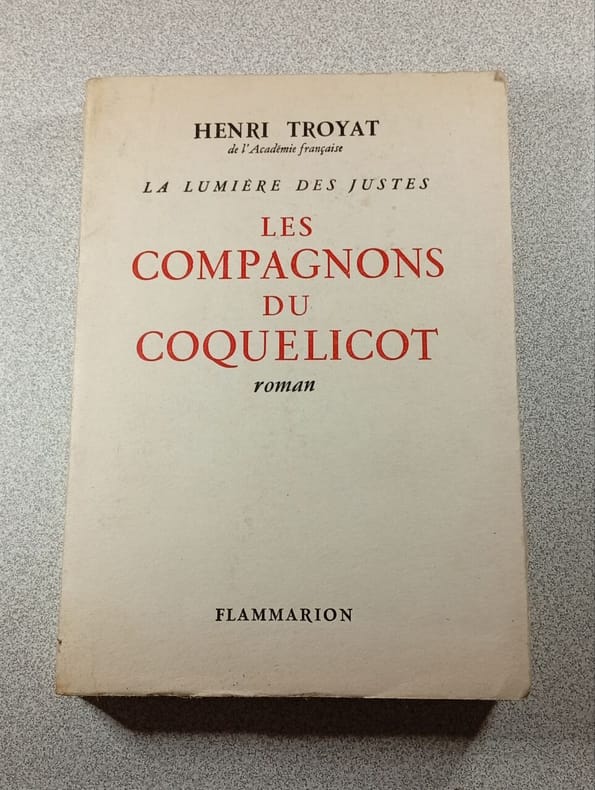 HENRI TROYAT
de l'Académie française
LA LUMIÈRE DES JUSTES
LES
COMPAGNONS
DU
COQUELICOT
roman
FLAMMARION